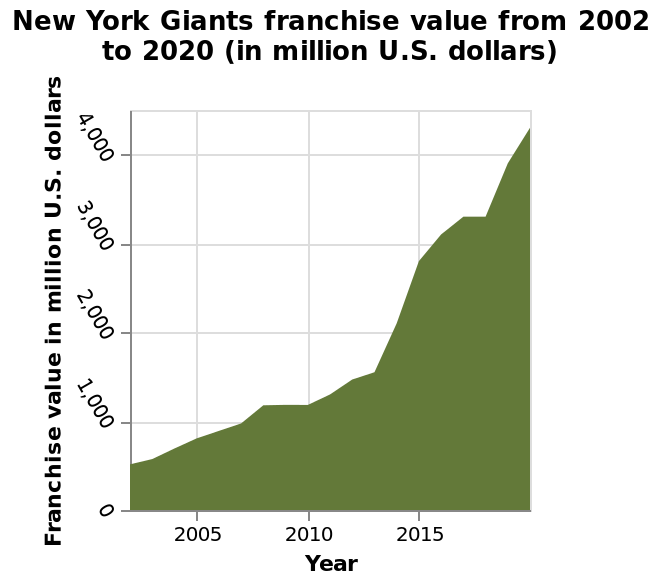 New York Giants franchise value from 2002
to 2020 (in million U.S. dollars)
Franchise value in million U.S. dollars
4,000
3,000
2,000
1,000
0
2005 2010 2015
Year